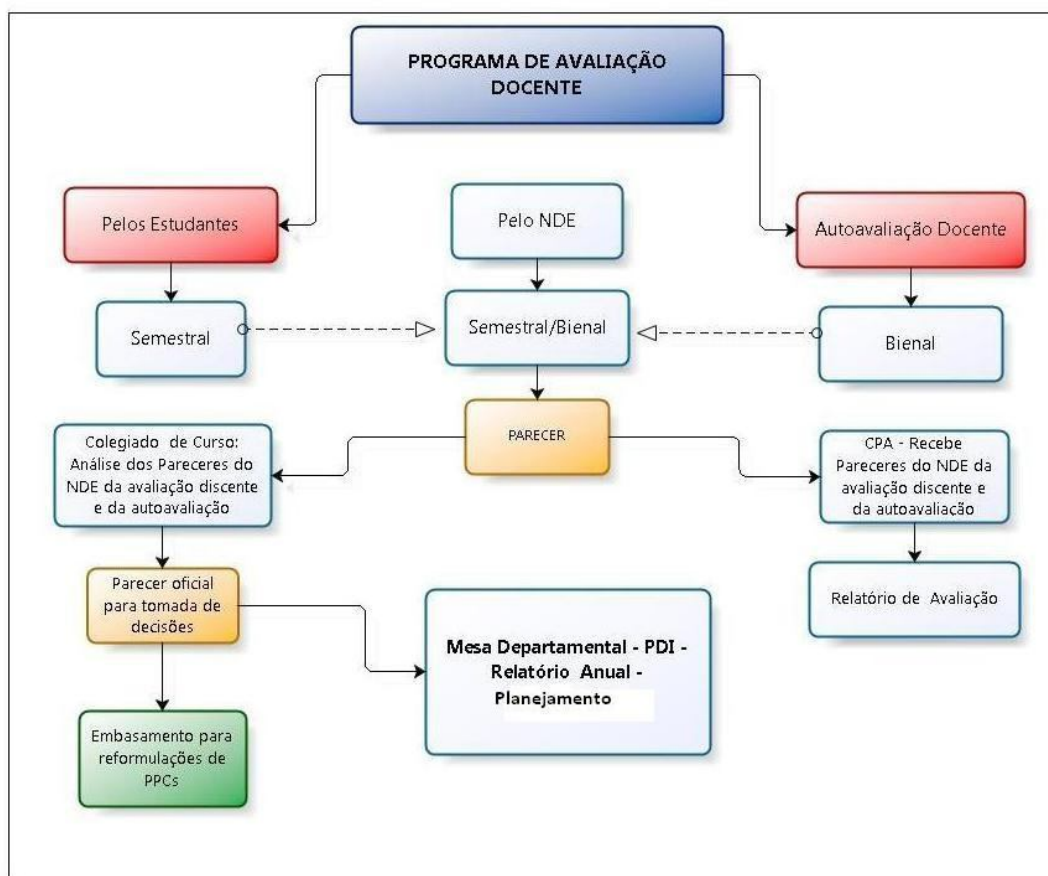 PROGRAMA DE AVALIAÇÃO
DOCENTE
Pelos Estudantes
Pelo NDE
Autoavaliação Docente
Semestral
Semestral/Bienal
Bienal
PARECER
Colegiado de Curso:
Análise dos Pareceres do
NDE da avaliação discente
e da autoavaliação
CPA - Recebe
Pareceres do NDE da
avaliação discente e
da autoavaliação
Parecer oficial
para tomada de
decisões
Relatório de Avaliação
Mesa Departamental - PDI -
Relatório Anual -
Planejamento
Embasamento para
reformulações de
PPCs